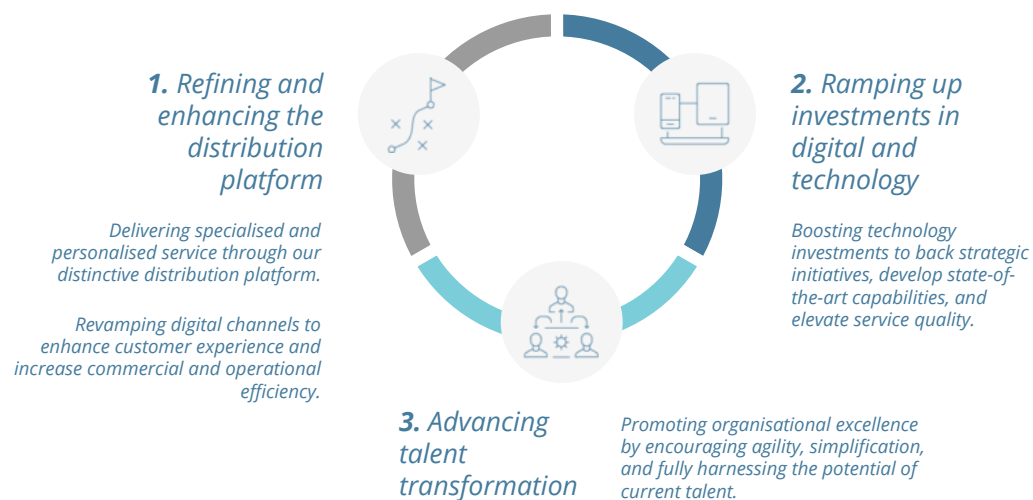 1. Refining and
enhancing the
distribution
platform
Delivering specialised and
personalised service through our
distinctive distribution platform.
Revamping digital channels to
enhance customer experience and
increase commercial and operational
efficiency.
2. Ramping up
investments in
digital and
technology
Boosting technology
investments to back strategic
initiatives, develop state-of-
the-art capabilities, and
elevate service quality.
3. Advancing
talent
transformation
Promoting organisational excellence
by encouraging agility, simplification,
and fully harnessing the potential of
current talent.